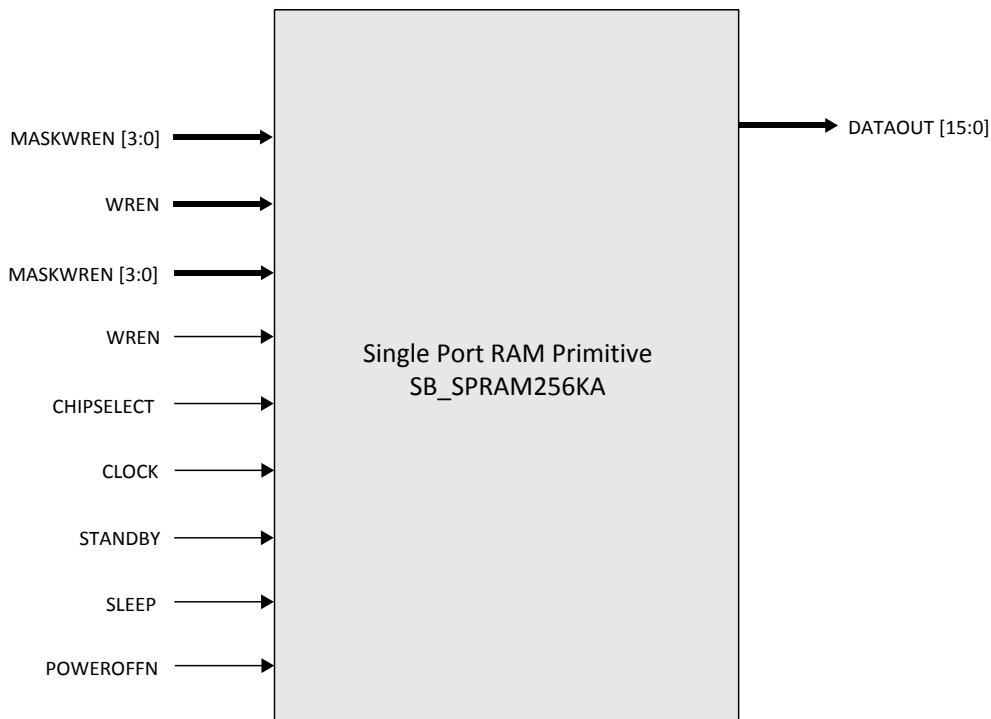 MASKWREN [3:0]
WREN
MASKWREN [3:0]
WREN
CHIPSELECT
CLOCK
STANDBY
SLEEP
POWEROFFN
Single Port RAM Primitive
SB_SPRAM256KA
DATAOUT [15:0]